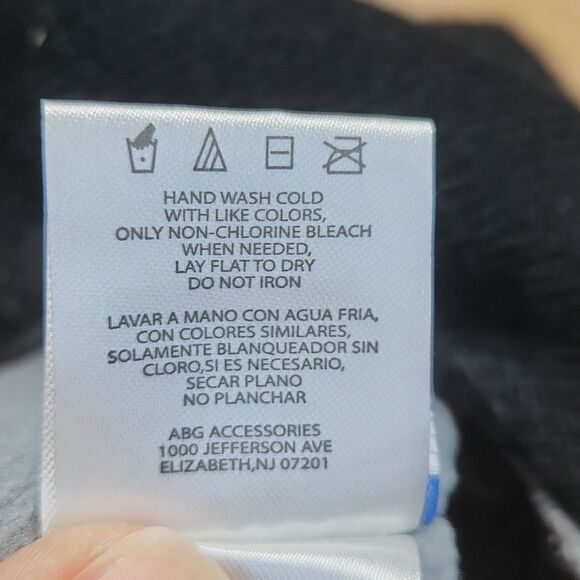 HAND WASH COLD
WITH LIKE COLORS,
ONLY NON-CHLORINE BLEACH
WHEN NEEDED,
LAY FLAT TO DRY
DO NOT IRON
LAVAR A MANO CON AGUA FRIA,
CON COLORES SIMILARES,
SOLAMENTE BLANQUEADOR SIN
CLORO,SI ES NECESARIO,
SECAR PLANO
NO PLANCHAR
ABG ACCESSORIES
1000 JEFFERSON AVE
ELIZABETH,NJ 07201